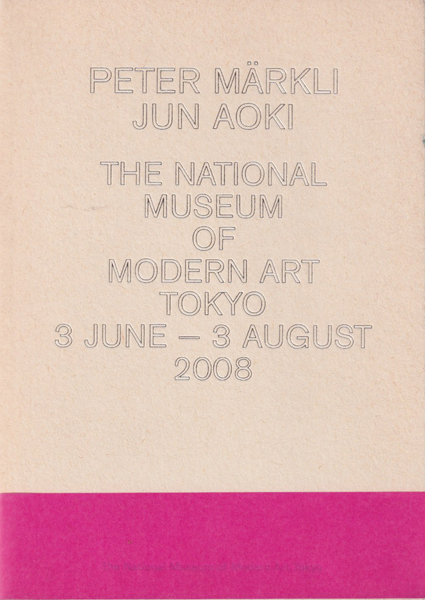 PETER MÄRKLI
JUN AOKI
THE NATIONAL
MUSEUM
OF
MODERN ART
TOKYO
3 JUNE – 3 AUGUST
2008